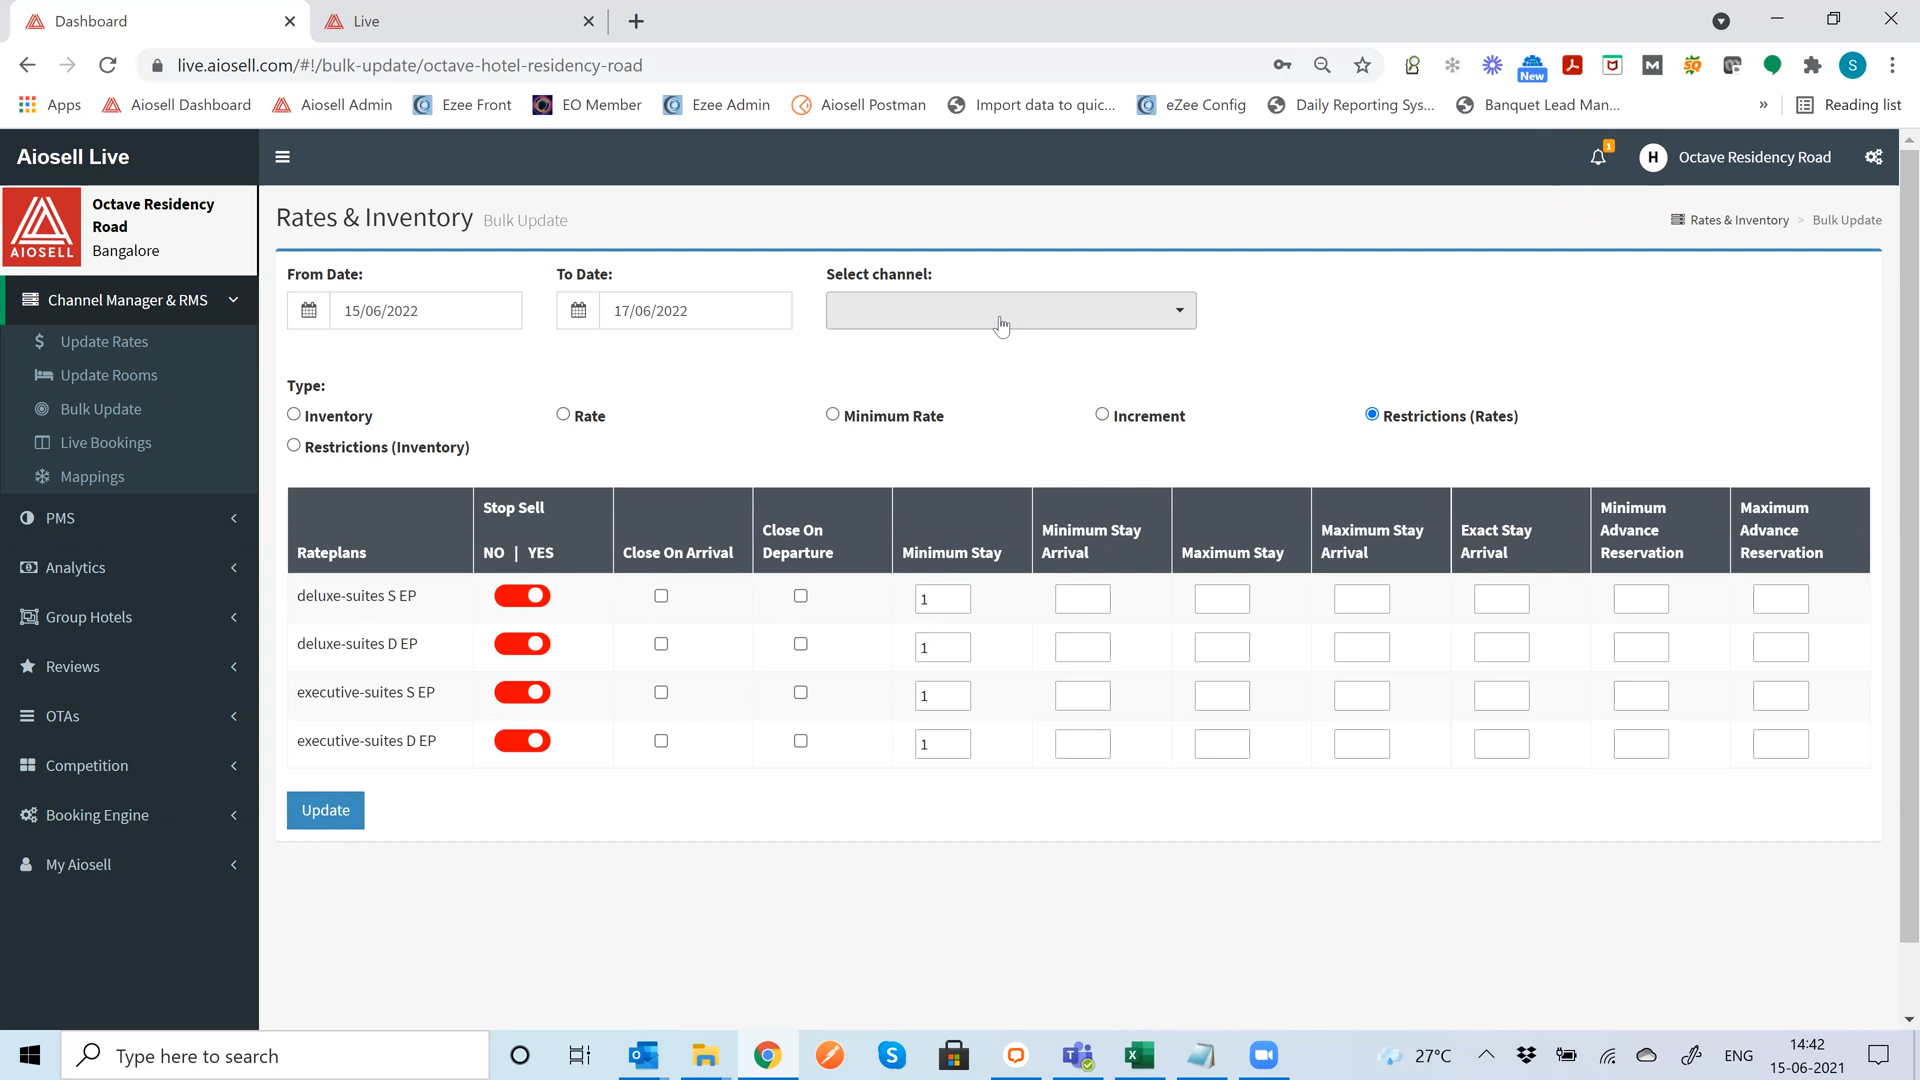 Dashboard
Live
live.aiosell.com/#!/bulk-update/octave-hotel-residency-road
New
S
Apps
Aiosell Dashboard
Aiosell Admin
Ezee Front
EO Member
Ezee Admin
Aiosell Postman
Import data to quic...
eZee Config
Daily Reporting Sys...
Banquet Lead Man...
»
Reading list
Aiosell Live
1
H
Octave Residency Road
AIOSELL
Octave Residency
Road
Bangalore
Channel Manager & RMS
Update Rates
Update Rooms
Bulk Update
Live Bookings
Mappings
PMS
Analytics
Group Hotels
Reviews
OTAs
Competition
Booking Engine
My Aiosell
Rates & Inventory Bulk Update
Rates & Inventory > Bulk Update
From Date:
15/06/2022
To Date:
17/06/2022
Select channel:
Type:
Inventory
Rate
Minimum Rate
Increment
Restrictions (Rates)
Restrictions (Inventory)
Rateplans
Stop Sell
NO | YES
Close On Arrival
Close On
Departure
Minimum Stay
Minimum Stay
Arrival
Maximum Stay
Maximum Stay
Arrival
Exact Stay
Arrival
Minimum
Advance
Reservation
Maximum
Advance
Reservation
deluxe-suites S EP
1
deluxe-suites D EP
1
executive-suites S EP
1
executive-suites D EP
1
Update
Type here to search
27°C
ENG
14:42
15-06-2021